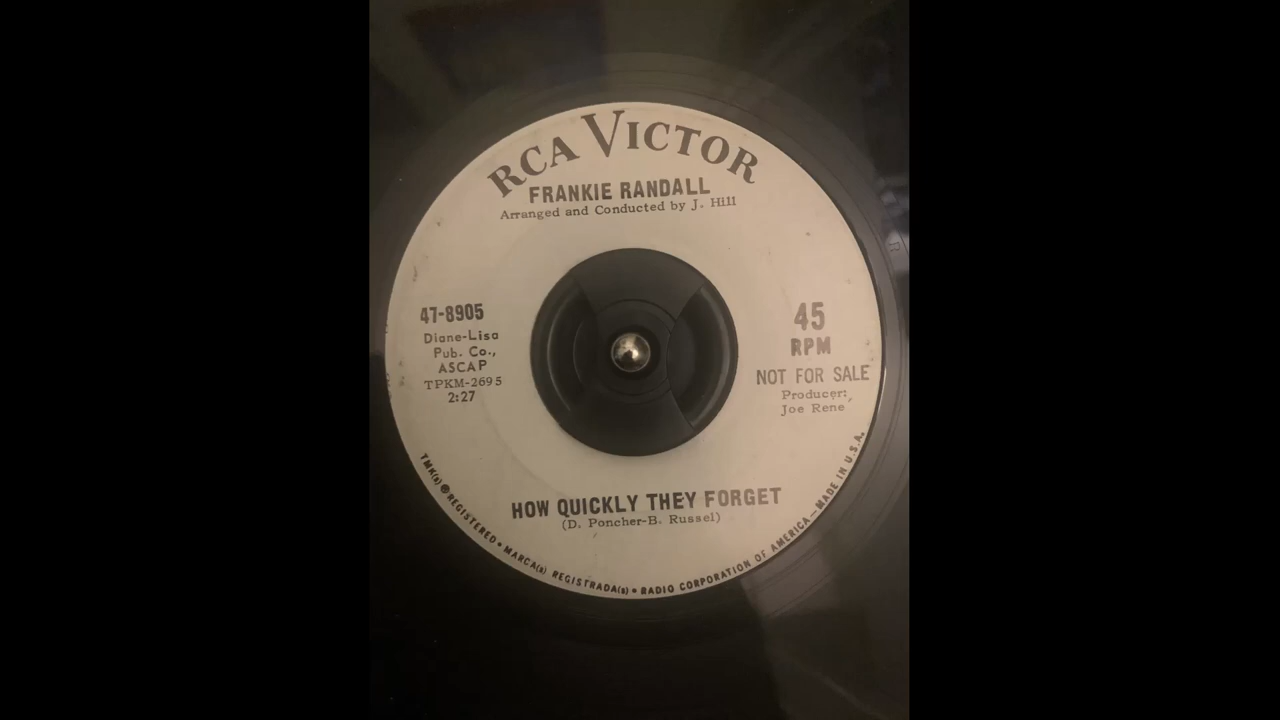 RCA VICTOR
FRANKIE RANDALL
Arranged and Conducted by J. Hill
47-8905
Diane-Lisa
Pub. Co.,
ASCAP
TPKM-2695
2:27
45
RPM
NOT FOR SALE
Producer:
Joe Rene
HOW QUICKLY THEY FORGET
(D. Poncher-B. Russel)
TMK(s) ® REGISTERED • MARCA(s) REGISTRADA(s) • RADIO CORPORATION OF AMERICA—MADE IN U.S.A.